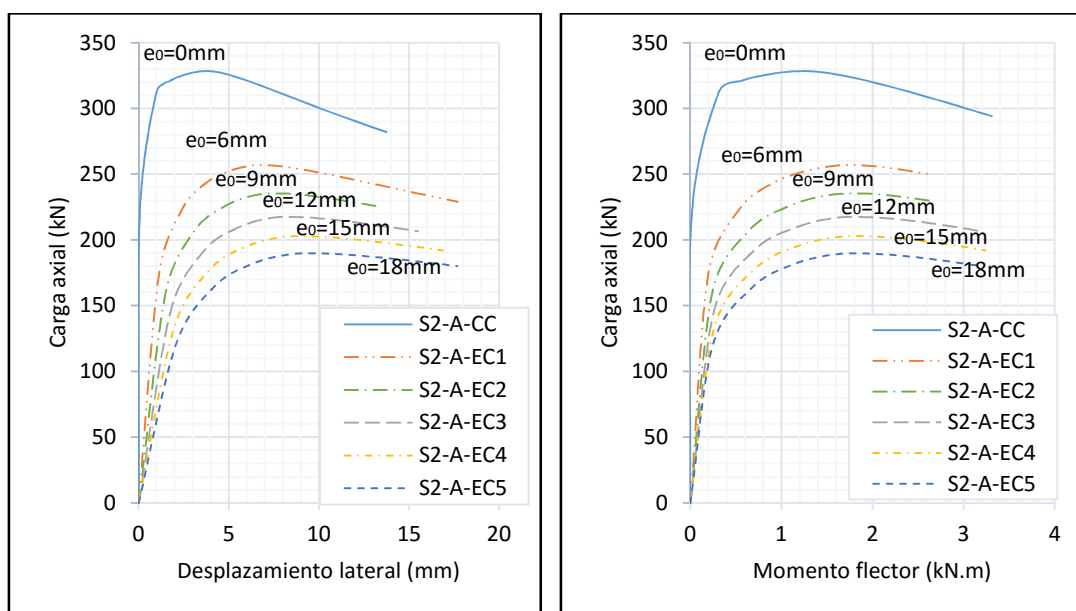 350
300
250
200
150
100
50
0
Carga axial (kN)
0
5
10
15
20
Desplazamiento lateral (mm)
e0=0mm
e0=6mm
e0=9mm
e0=12mm
e0=15mm
e0=18mm
S2-A-CC
S2-A-EC1
S2-A-EC2
S2-A-EC3
S2-A-EC4
S2-A-EC5
350
300
250
200
150
100
50
0
Carga axial (kN)
0
1
2
3
4
Momento flector (kN.m)
e0=0mm
e0=6mm
e0=9mm
e0=12mm
e0=15mm
e0=18mm
S2-A-CC
S2-A-EC1
S2-A-EC2
S2-A-EC3
S2-A-EC4
S2-A-EC5